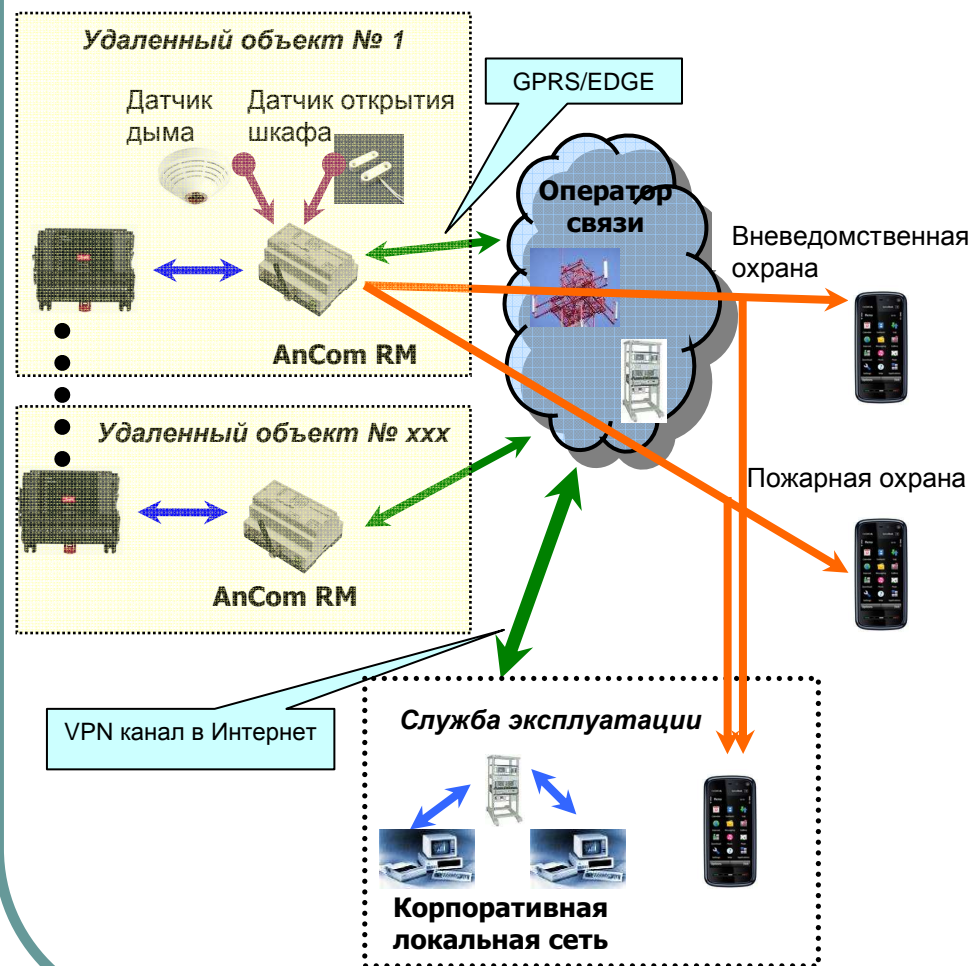 Удаленный объект № 1
GPRS/EDGE
Датчик дыма
Датчик открытия шкафа
Оператор связи
Вневедомственная охрана
AnCom RM
Удаленный объект № xxx
Пожарная охрана
AnCom RM
VPN канал в Интернет
Служба эксплуатации
Корпоративная локальная сеть